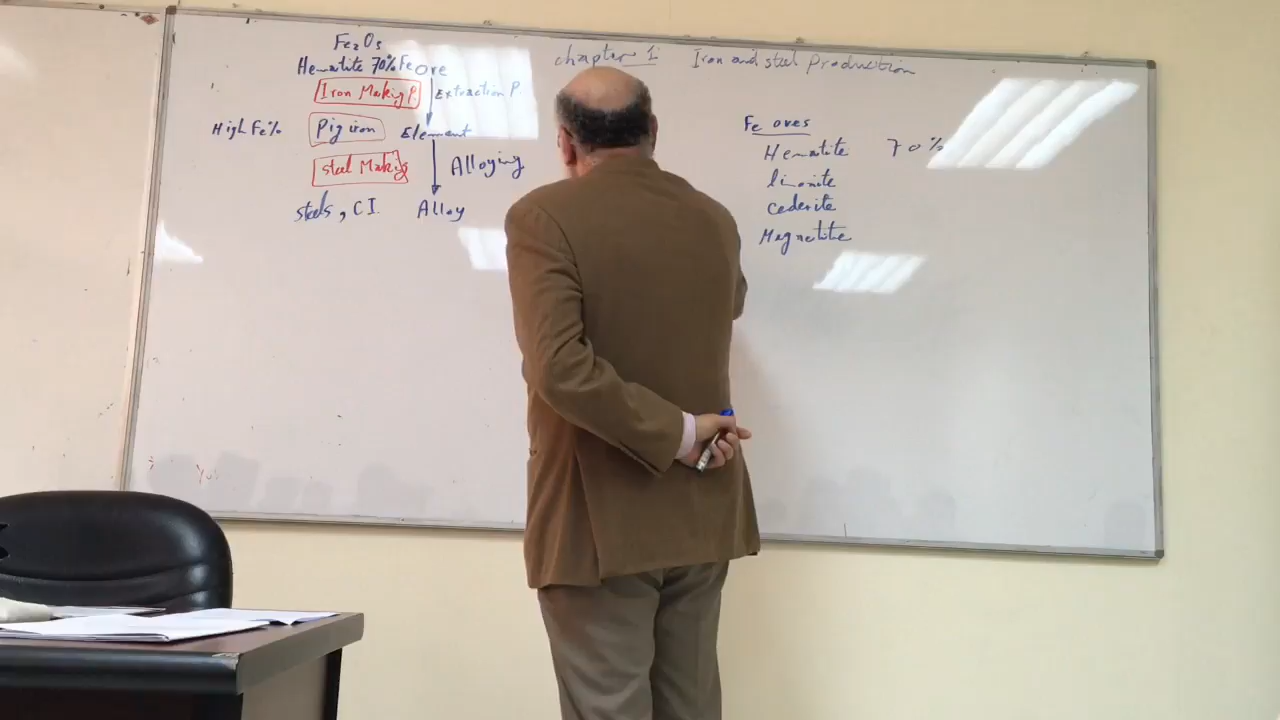 chapter 1: Iron and steel Production
Fe2O3
Hematite 70% Fe ore
Iron Making P. Extraction P.
High Fe% Pig iron Element
steel Making Alloying
steels, C I. Alloy
Fe ores
Hematite 70%
limonite
cederite
Magnetite